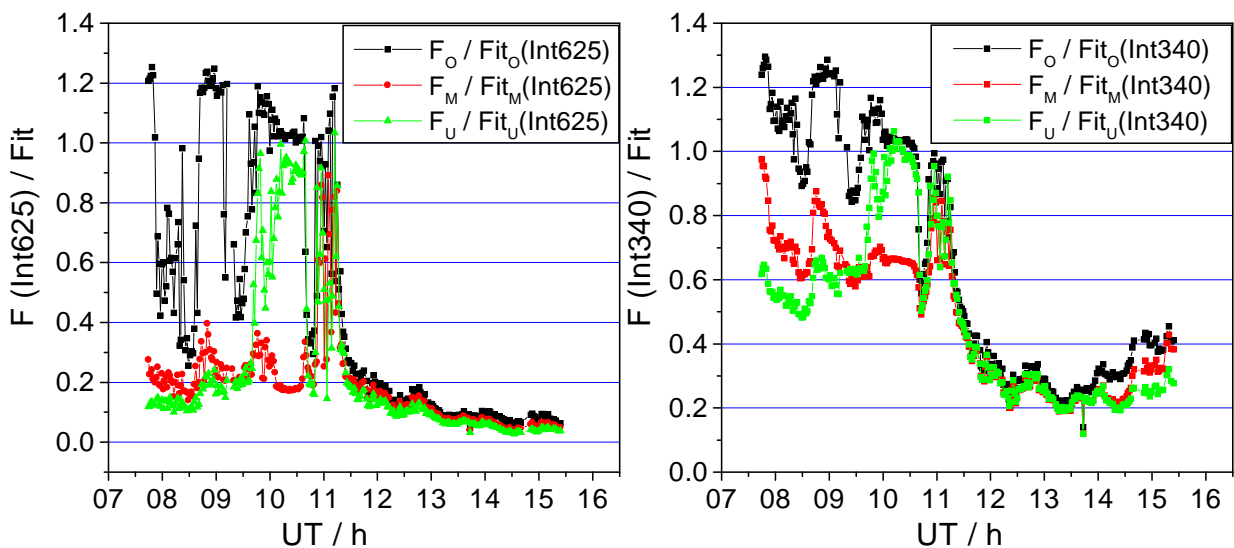 F (Int625) / Fit
1.4
1.2
1.0
0.8
0.6
0.4
0.2
0.0
F_O / Fit_O(Int625)
F_M / Fit_M(Int625)
F_U / Fit_U(Int625)
07 08 09 10 11 12 13 14 15 16
UT / h
F (Int340) / Fit
1.4
1.2
1.0
0.8
0.6
0.4
0.2
0.0
F_O / Fit_O(Int340)
F_M / Fit_M(Int340)
F_U / Fit_U(Int340)
07 08 09 10 11 12 13 14 15 16
UT / h